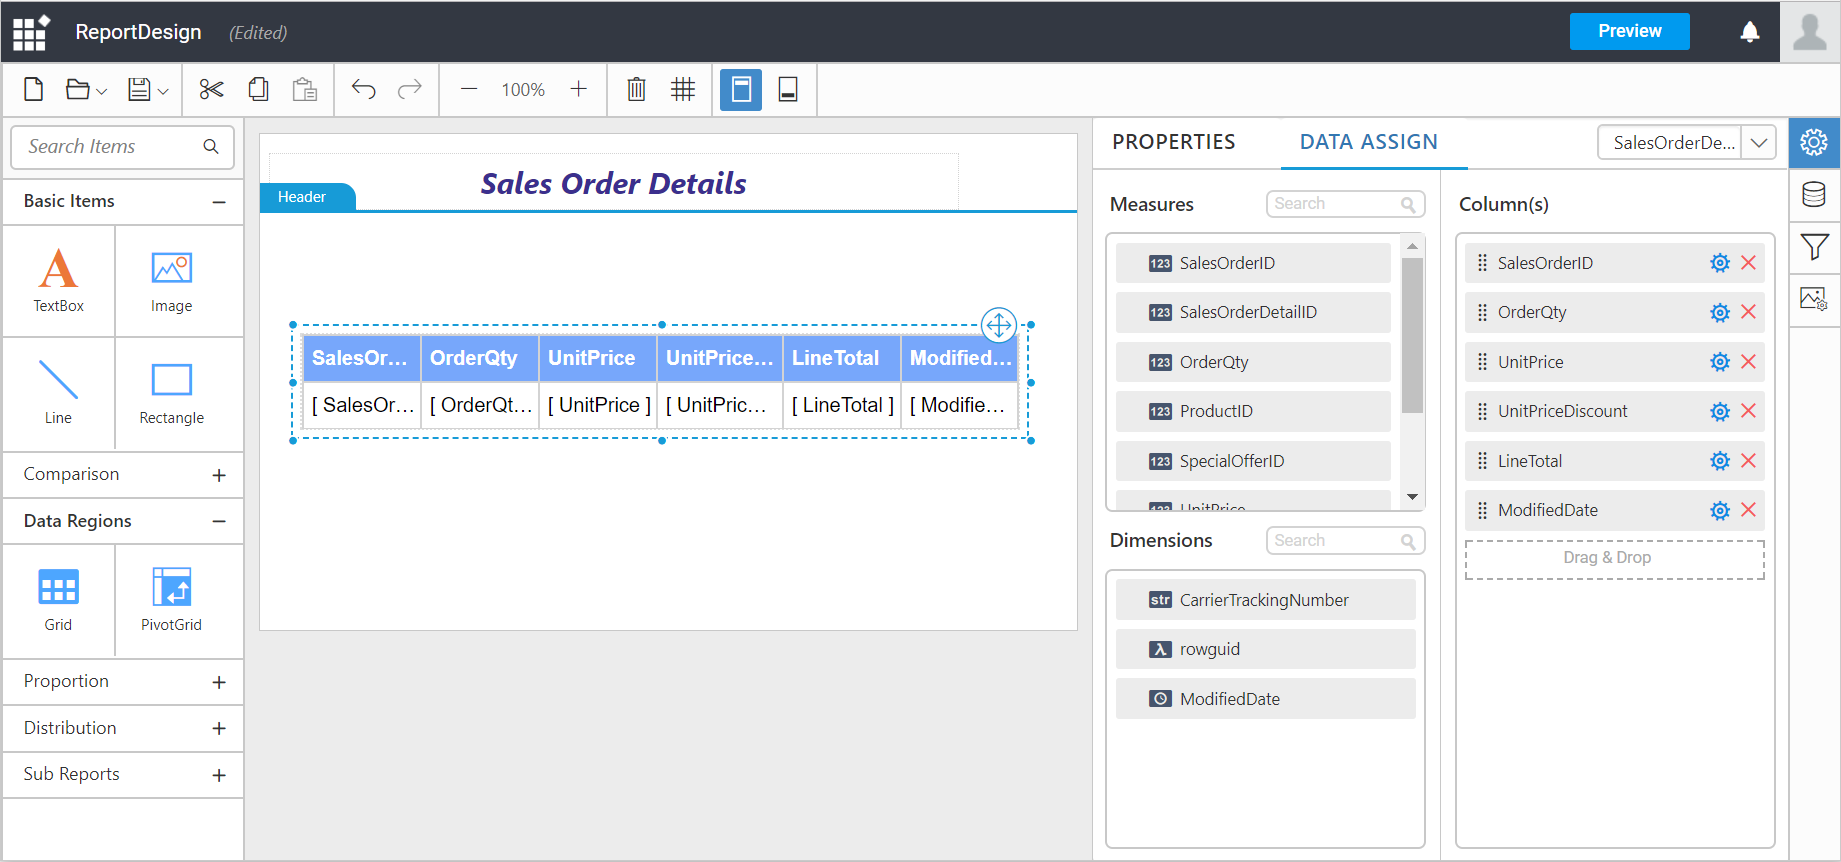 ReportDesign (Edited) Preview
100%
Search Items
Basic Items
TextBox Image
Line Rectangle
Comparison
Data Regions
Grid PivotGrid
Proportion
Distribution
Sub Reports
Sales Order Details
Header
SalesOr... OrderQty UnitPrice UnitPrice... LineTotal Modified...
[ SalesOr... [ OrderQt... [ UnitPrice ] [ UnitPric... [ LineTotal ] [ Modifie...
PROPERTIES DATA ASSIGN SalesOrderDe...
Measures Search
123 SalesOrderID
123 SalesOrderDetailID
123 OrderQty
123 ProductID
123 SpecialOfferID
123 UnitPrice
Dimensions Search
str CarrierTrackingNumber
λ rowguid
ModifiedDate
Column(s)
SalesOrderID
OrderQty
UnitPrice
UnitPriceDiscount
LineTotal
ModifiedDate
Drag & Drop